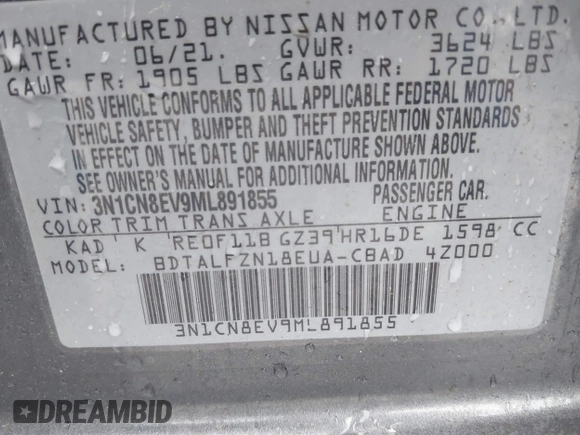 MANUFACTURED BY NISSAN MOTOR CO., LTD.
DATE: 06/21. GVWR: 3624 LBS
GAWR FR: 1905 LBS GAWR RR: 1720 LBS
THIS VEHICLE CONFORMS TO ALL APPLICABLE FEDERAL MOTOR
VEHICLE SAFETY, BUMPER AND THEFT PREVENTION STANDARDS
IN EFFECT ON THE DATE OF MANUFACTURE SHOWN ABOVE.
SEE OWNER'S MANUAL FOR ADDITIONAL INFORMATION.
VIN: 3N1CN8EV9ML891855 PASSENGER CAR.
COLOR TRIM TRANS AXLE ENGINE
KAD K RE0F11B GZ39 HR16DE 1598 CC
BDTALFZN18EUA-CBAD 4Z000
3N1CN8EV9ML891855
DREAMBID